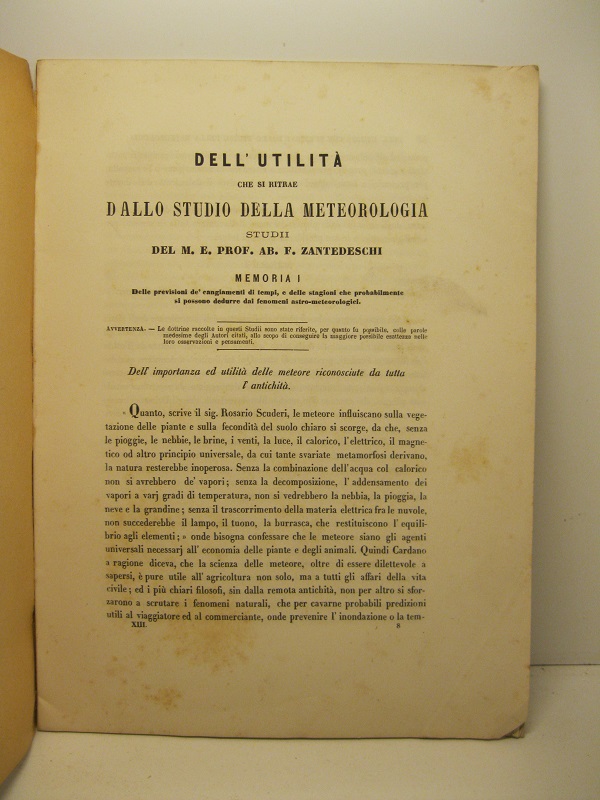 DELL' UTILITÀ
CHE SI RITRAE
DALLO STUDIO DELLA METEOROLOGIA
STUDII
DEL M. E. PROF. AB. F. ZANTEDESCHI
MEMORIA I
Delle previsioni de' cangiamenti di tempi, e delle stagioni che probabilmente
si possono dedurre dai fenomeni astro-meteorologici.
AVVERTENZA. — Le dottrine raccolte in questi Studii sono state riferite, per quanto fu possibile, colle parole
medesime degli Autori citati, allo scopo di conseguire la maggiore possibile esattezza nelle
loro osservazioni e pensamenti.
Dell' importanza ed utilità delle meteore riconosciute da tutta
l' antichità.
« Quanto, scrive il sig. Rosario Scuderi, le meteore influiscano sulla vege-
tazione delle piante e sulla fecondità del suolo chiaro si scorge, da che, senza
le pioggie, le nebbie, le brine, i venti, la luce, il calorico, l'elettrico, il magne-
tico od altro principio universale, da cui tante svariate metamorfosi derivano,
la natura resterebbe inoperosa. Senza la combinazione dell'acqua col calorico
non si avrebbero de' vapori; senza la decomposizione, l' addensamento dei
vapori a varj gradi di temperatura, non si vedrebbero la nebbia, la pioggia, la
neve e la grandine; senza il trascorrimento della materia elettrica fra le nuvole,
non succederebbe il lampo, il tuono, la burrasca, che restituiscono l' equili-
brio agli elementi; » onde bisogna confessare che le meteore siano gli agenti
universali necessarj all' economia delle piante e degli animali. Quindi Cardano
a ragione diceva, che la scienza delle meteore, oltre di essere dilettevole a
sapersi, è pure utile all' agricoltura non solo, ma a tutti gli affari della vita
civile; ed i più chiari filosofi, sin dalla remota antichità, non per altro si sfor-
zarono a scrutare i fenomeni naturali, che per cavarne probabili predizioni
utili al viaggiatore ed al commerciante, onde prevenire l' inondazione o la tem-
XIII 8